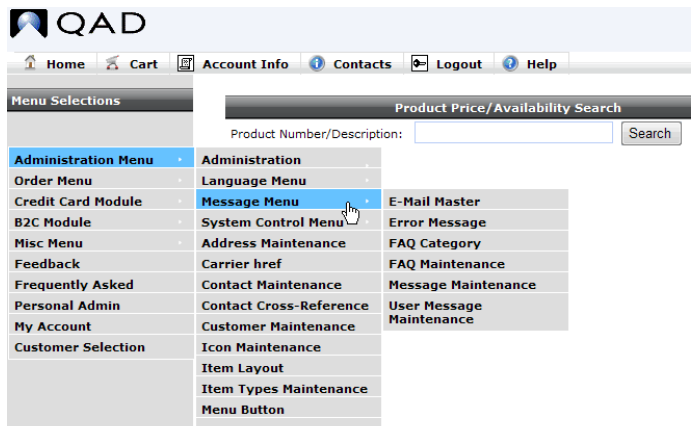 QAD
Home Cart Account Info Contacts Logout Help
Menu Selections
Product Price/Availability Search
Product Number/Description: Search
Administration Menu
Order Menu
Credit Card Module
B2C Module
Misc Menu
Feedback
Frequently Asked
Personal Admin
My Account
Customer Selection
Administration
Language Menu
Message Menu
System Control Menu
Address Maintenance
Carrier href
Contact Maintenance
Contact Cross-Reference
Customer Maintenance
Icon Maintenance
Item Layout
Item Types Maintenance
Menu Button
E-Mail Master
Error Message
FAQ Category
FAQ Maintenance
Message Maintenance
User Message
Maintenance